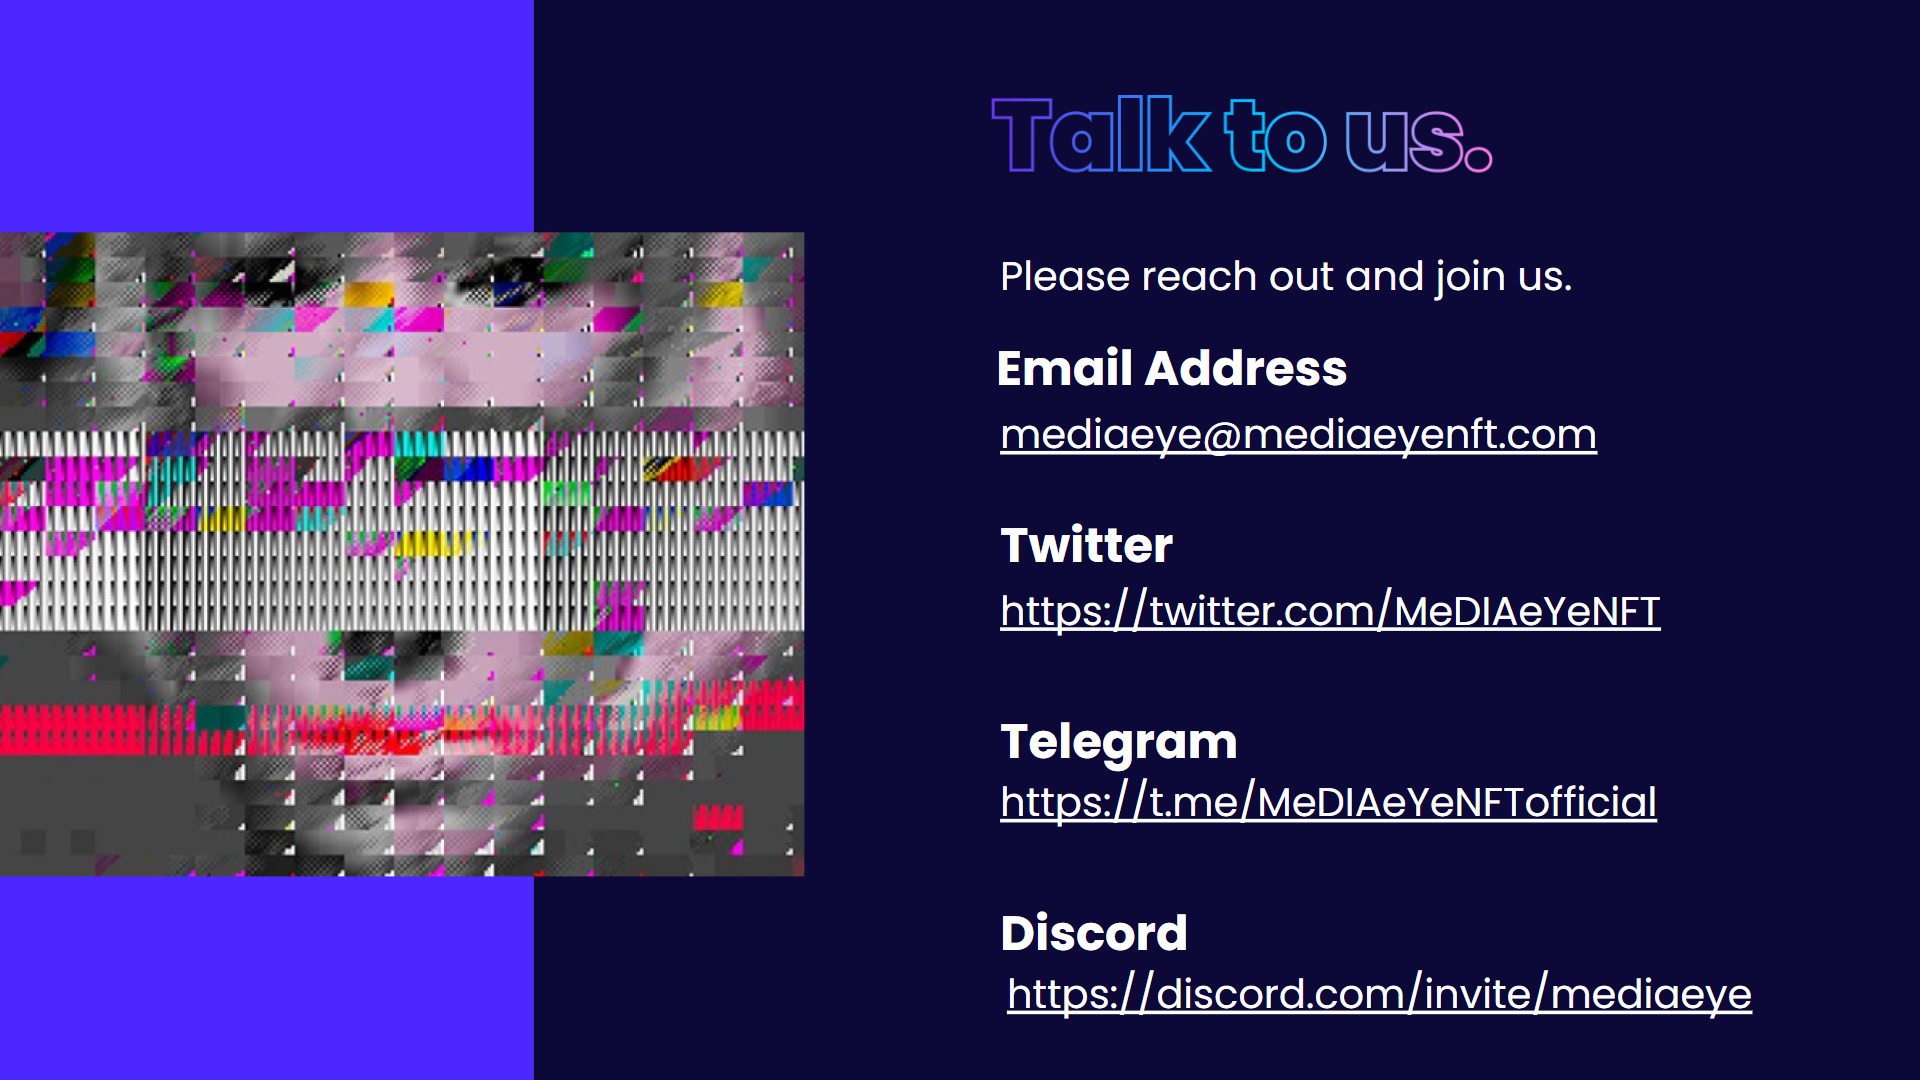 Talk to us.
Please reach out and join us.
Email Address
mediaeye@mediaeyenft.com
Twitter
https://twitter.com/MeDIAeYeNFT
Telegram
https://t.me/MeDIAeYeNFTofficial
Discord
https://discord.com/invite/mediaeye